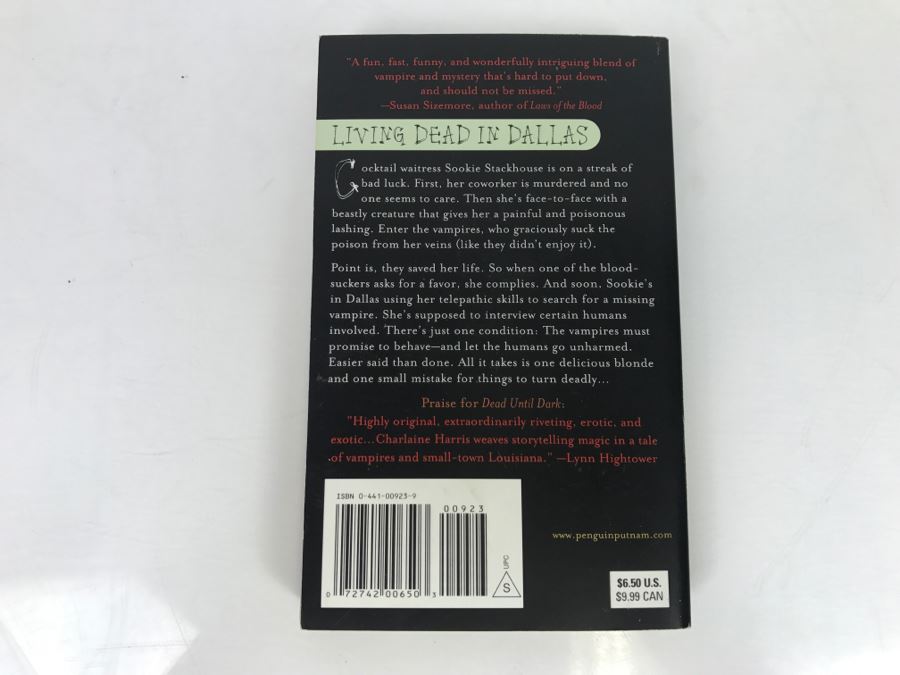 "A fun, fast, funny, and wonderfully intriguing blend of
vampire and mystery that's hard to put down,
and should not be missed."
—Susan Sizemore, author of Laws of the Blood
LIVING DEAD IN DALLAS
Cocktail waitress Sookie Stackhouse is on a streak of
bad luck. First, her coworker is murdered and no
one seems to care. Then she's face-to-face with a
beastly creature that gives her a painful and poisonous
lashing. Enter the vampires, who graciously suck the
poison from her veins (like they didn't enjoy it).
Point is, they saved her life. So when one of the blood-
suckers asks for a favor, she complies. And soon, Sookie's
in Dallas using her telepathic skills to search for a missing
vampire. She's supposed to interview certain humans
involved. There's just one condition: The vampires must
promise to behave—and let the humans go unharmed.
Easier said than done. All it takes is one delicious blonde
and one small mistake for things to turn deadly...
Praise for Dead Until Dark:
"Highly original, extraordinarily riveting, erotic, and
exotic...Charlaine Harris weaves storytelling magic in a tale
of vampires and small-town Louisiana." —Lynn Hightower
ISBN 0-441-00923-9
00923
0 72742 00650 3
UPC
S
www.penguinputnam.com
$6.50 U.S.
$9.99 CAN